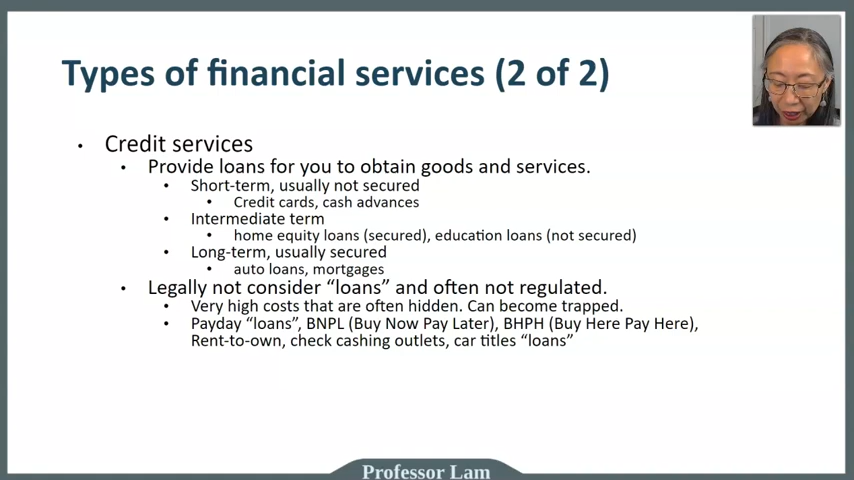 Types of financial services (2 of 2)
• Credit services
• Provide loans for you to obtain goods and services.
• Short-term, usually not secured
• Credit cards, cash advances
• Intermediate term
• home equity loans (secured), education loans (not secured)
• Long-term, usually secured
• auto loans, mortgages
• Legally not consider “loans” and often not regulated.
• Very high costs that are often hidden. Can become trapped.
• Payday “loans”, BNPL (Buy Now Pay Later), BHPH (Buy Here Pay Here),
Rent-to-own, check cashing outlets, car titles “loans”
Professor Lam